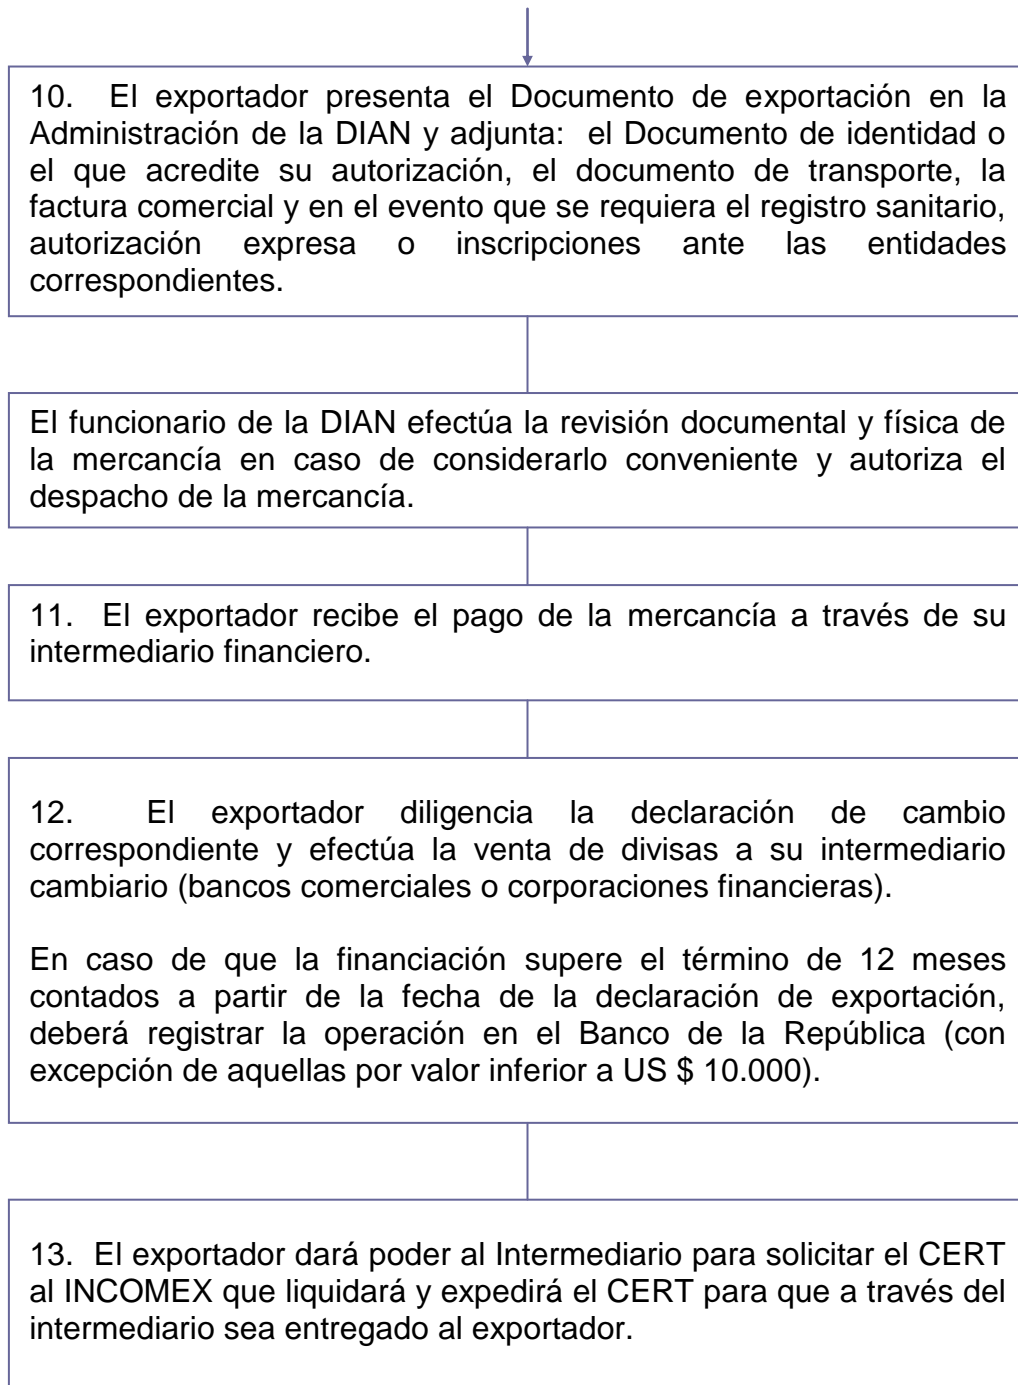 10. El exportador presenta el Documento de exportación en la
Administración de la DIAN y adjunta: el Documento de identidad o
el que acredite su autorización, el documento de transporte, la
factura comercial y en el evento que se requiera el registro sanitario,
autorización expresa o inscripciones ante las entidades
correspondientes.
El funcionario de la DIAN efectúa la revisión documental y física de
la mercancía en caso de considerarlo conveniente y autoriza el
despacho de la mercancía.
11. El exportador recibe el pago de la mercancía a través de su
intermediario financiero.
12. El exportador diligencia la declaración de cambio
correspondiente y efectúa la venta de divisas a su intermediario
cambiario (bancos comerciales o corporaciones financieras).
En caso de que la financiación supere el término de 12 meses
contados a partir de la fecha de la declaración de exportación,
deberá registrar la operación en el Banco de la República (con
excepción de aquellas por valor inferior a US $ 10.000).
13. El exportador dará poder al Intermediario para solicitar el CERT
al INCOMEX que liquidará y expedirá el CERT para que a través del
intermediario sea entregado al exportador.